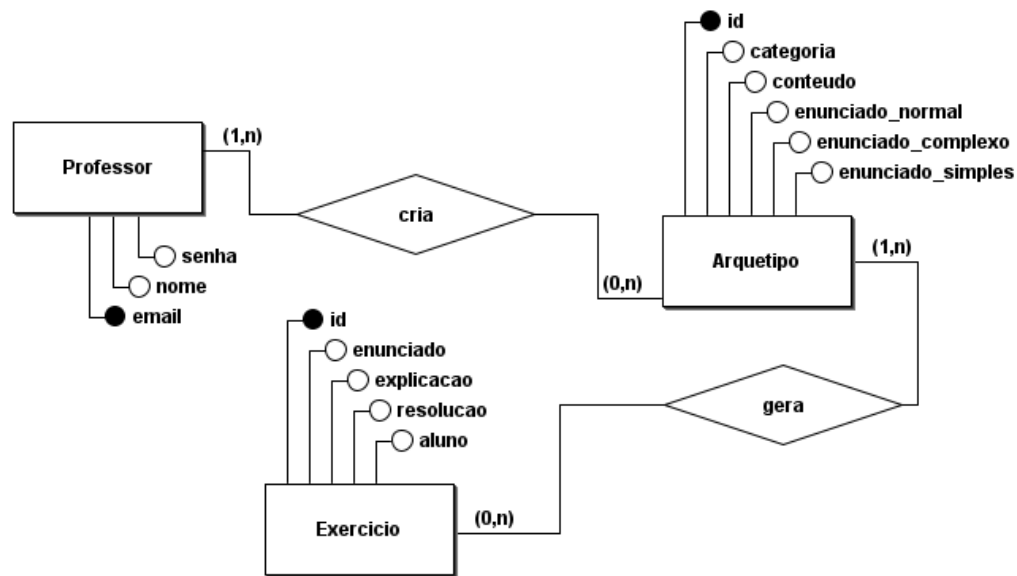 id
categoria
conteudo
enunciado_normal
enunciado_complexo
enunciado_simples
(1,n)
Professor
cria
senha
nome
email
(0,n)
Arquetipo
(1,n)
id
enunciado
explicacao
resolucao
aluno
gera
(0,n)
Exercicio